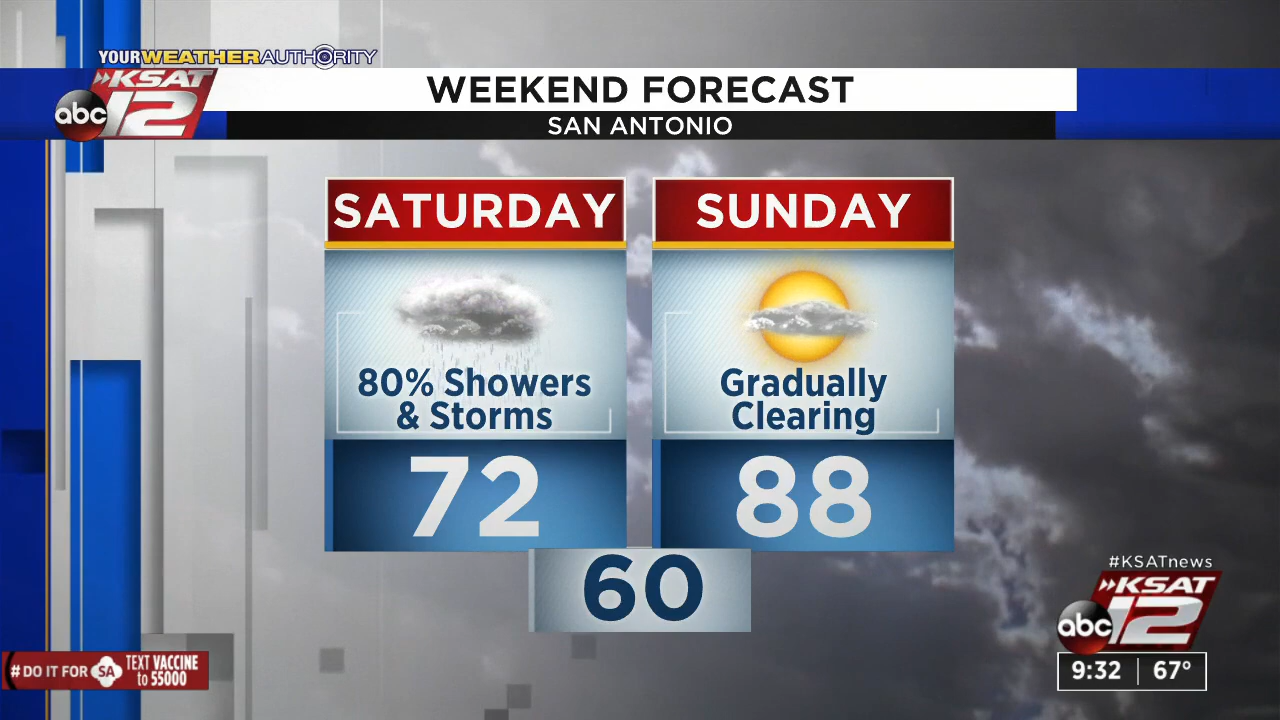 YOURWEATHERAUTHORITY
KSAT
abc 12
WEEKEND FORECAST
SAN ANTONIO
SATURDAY
80% Showers
& Storms
72
SUNDAY
Gradually
Clearing
88
60
#DO IT FOR SA TEXT VACCINE
to 55000
#KSATnews
KSAT
abc 12
9:32 67°